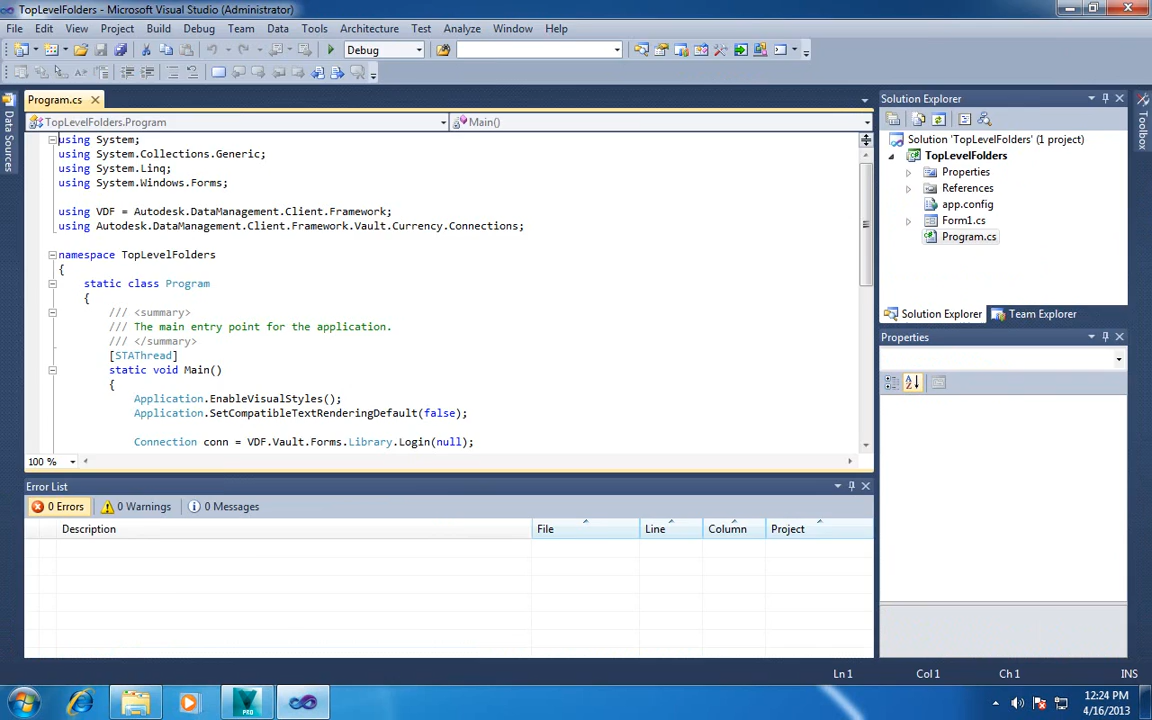 TopLevelFolders - Microsoft Visual Studio (Administrator)
File Edit View Project Build Debug Team Data Tools Architecture Test Analyze Window Help
Debug
Program.cs
TopLevelFolders.Program Main()
using System;
using System.Collections.Generic;
using System.Linq;
using System.Windows.Forms;
using VDF = Autodesk.DataManagement.Client.Framework;
using Autodesk.DataManagement.Client.Framework.Vault.Currency.Connections;
namespace TopLevelFolders
{
static class Program
{
/// <summary>
/// The main entry point for the application.
/// </summary>
[STAThread]
static void Main()
{
Application.EnableVisualStyles();
Application.SetCompatibleTextRenderingDefault(false);
Connection conn = VDF.Vault.Forms.Library.Login(null);
100 %
Data Sources
Error List
0 Errors 0 Warnings 0 Messages
Description File Line Column Project
Solution Explorer
Solution 'TopLevelFolders' (1 project)
TopLevelFolders
Properties
References
app.config
Form1.cs
Program.cs
Solution Explorer Team Explorer
Properties
Toolbox
Ln 1 Col 1 Ch 1 INS
PRO
12:24 PM
4/16/2013